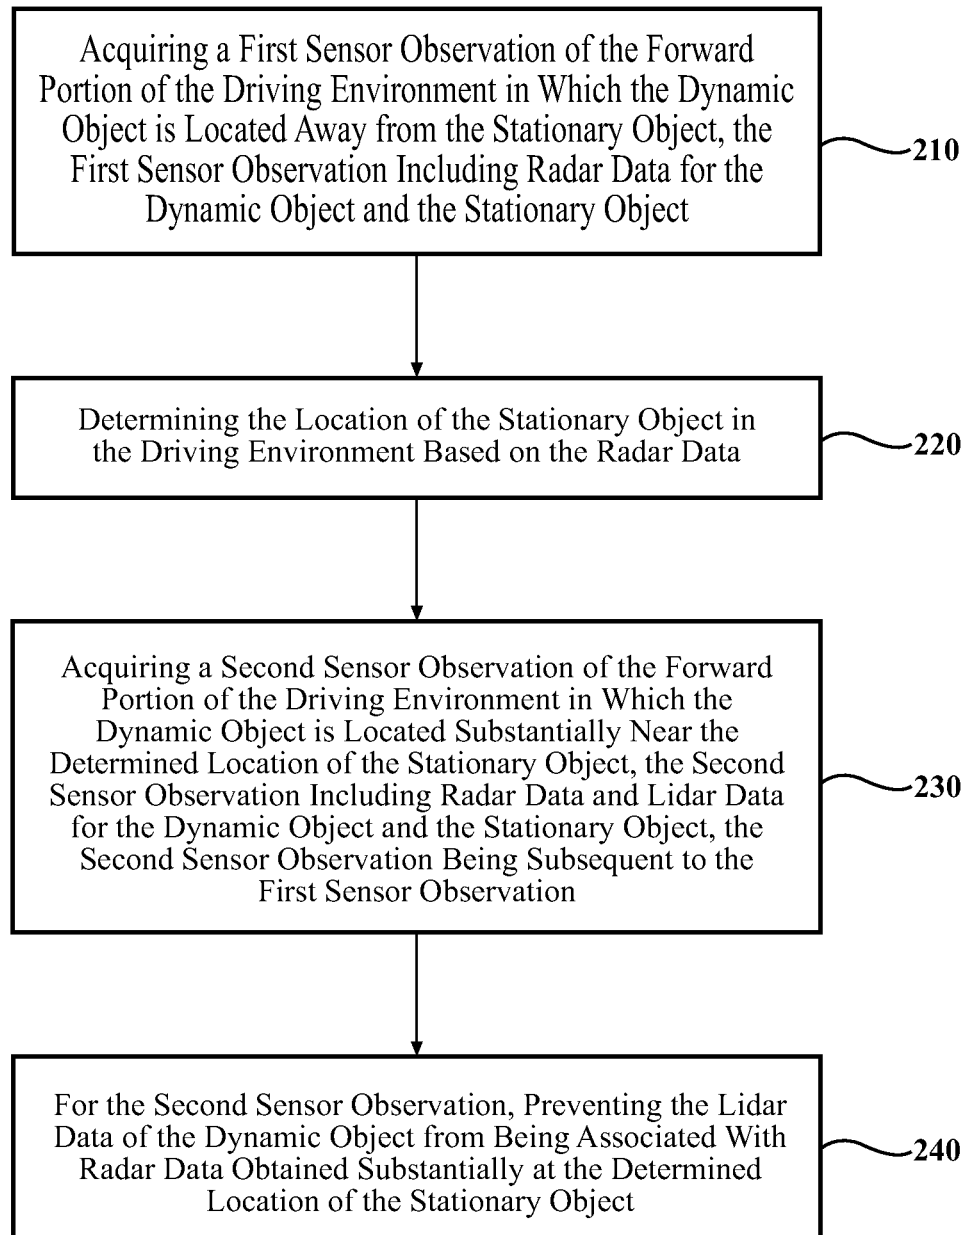 Acquiring a First Sensor Observation of the Forward
Portion of the Driving Environment in Which the Dynamic
Object is Located Away from the Stationary Object, the
First Sensor Observation Including Radar Data for the
Dynamic Object and the Stationary Object
210
Determining the Location of the Stationary Object in
the Driving Environment Based on the Radar Data
220
Acquiring a Second Sensor Observation of the Forward
Portion of the Driving Environment in Which the
Dynamic Object is Located Substantially Near the
Determined Location of the Stationary Object, the Second
Sensor Observation Including Radar Data and Lidar Data
for the Dynamic Object and the Stationary Object, the
Second Sensor Observation Being Subsequent to the
First Sensor Observation
230
For the Second Sensor Observation, Preventing the Lidar
Data of the Dynamic Object from Being Associated With
Radar Data Obtained Substantially at the Determined
Location of the Stationary Object
240